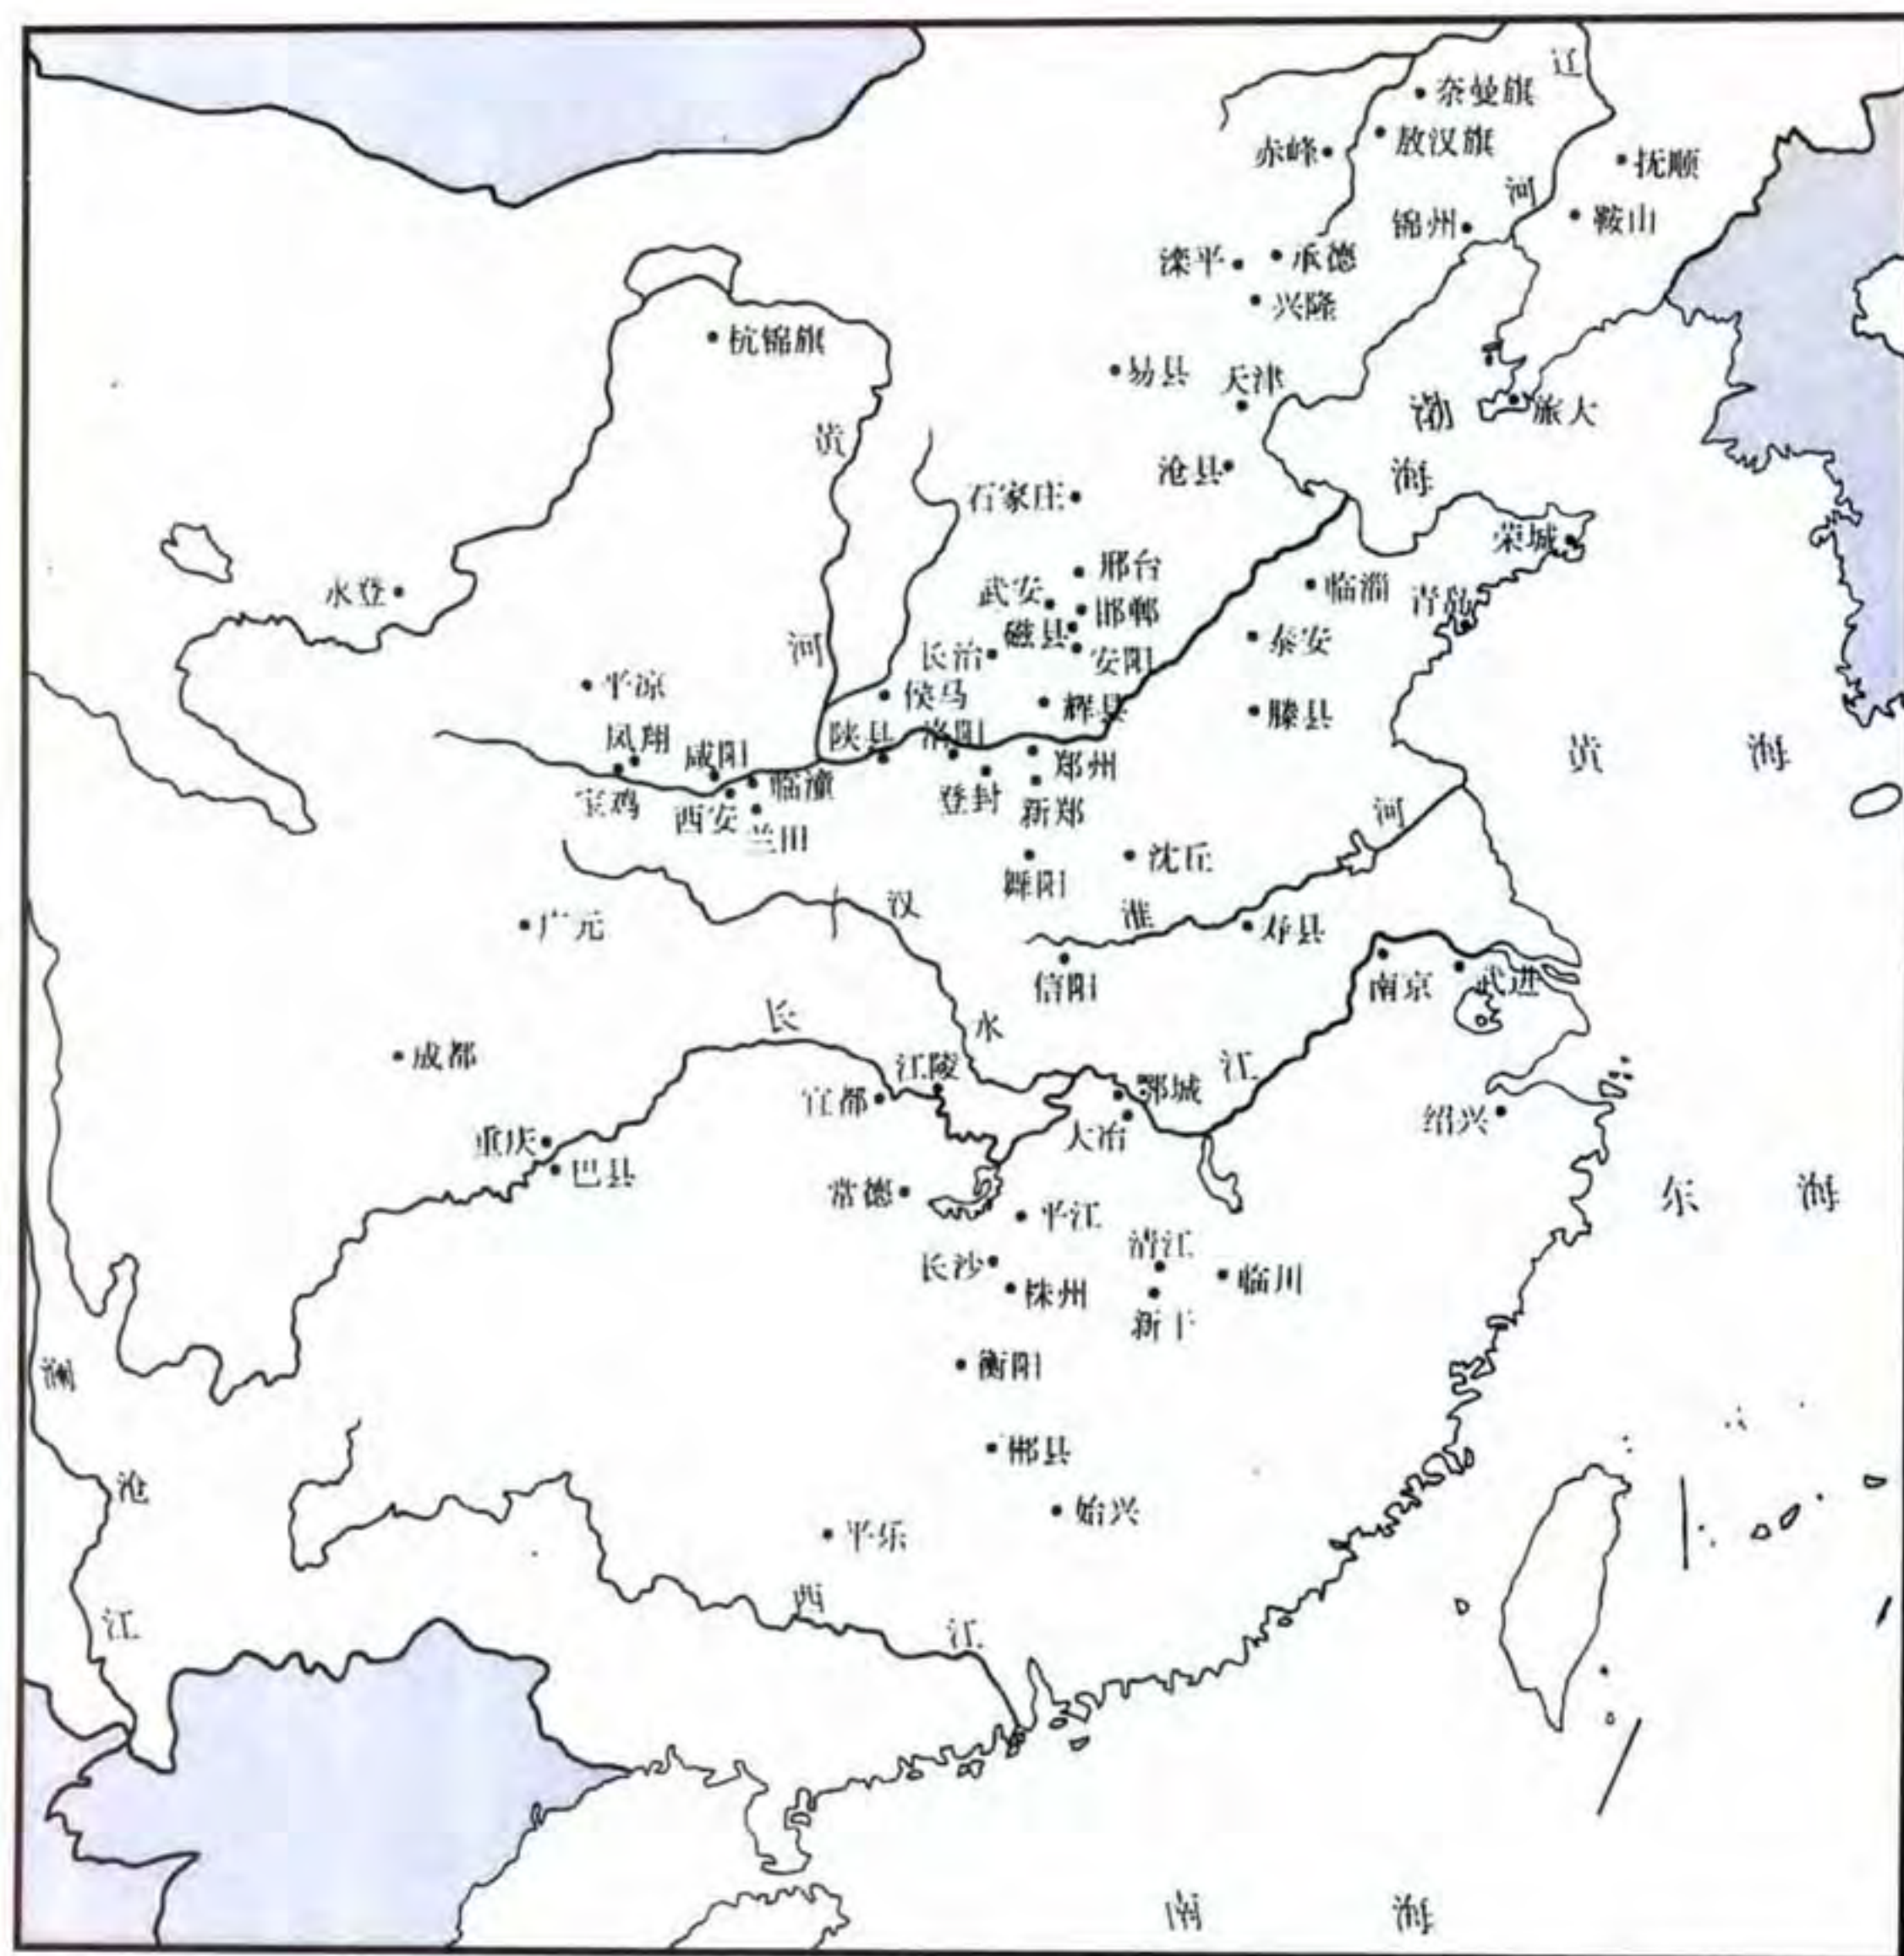 辽
奈曼旗
敖汉旗
赤峰
抚顺
河
锦州
鞍山
滦平
承德
兴隆
杭锦旗
易县
天津
渤
旅大
黄
沧县
海
石家庄
荣城
永登
邢台
武安
临淄
青岛
邯郸
磁县
泰安
河
长治
安阳
平凉
侯马
辉县
滕县
凤翔
咸阳
陕县
洛阳
黄 海
郑州
宝鸡
临潼
登封
新郑
西安
兰田
河
沈丘
舞阳
汉
淮
广元
寿县
信阳
南京
武进
长
水
成都
江陵
江
宜都
鄂城
绍兴
重庆
大冶
巴县
常德
东 海
平江
清江
长沙
临川
株州
新干
衡阳
澜
郴县
沧
始兴
平乐
西
江
江
南 海